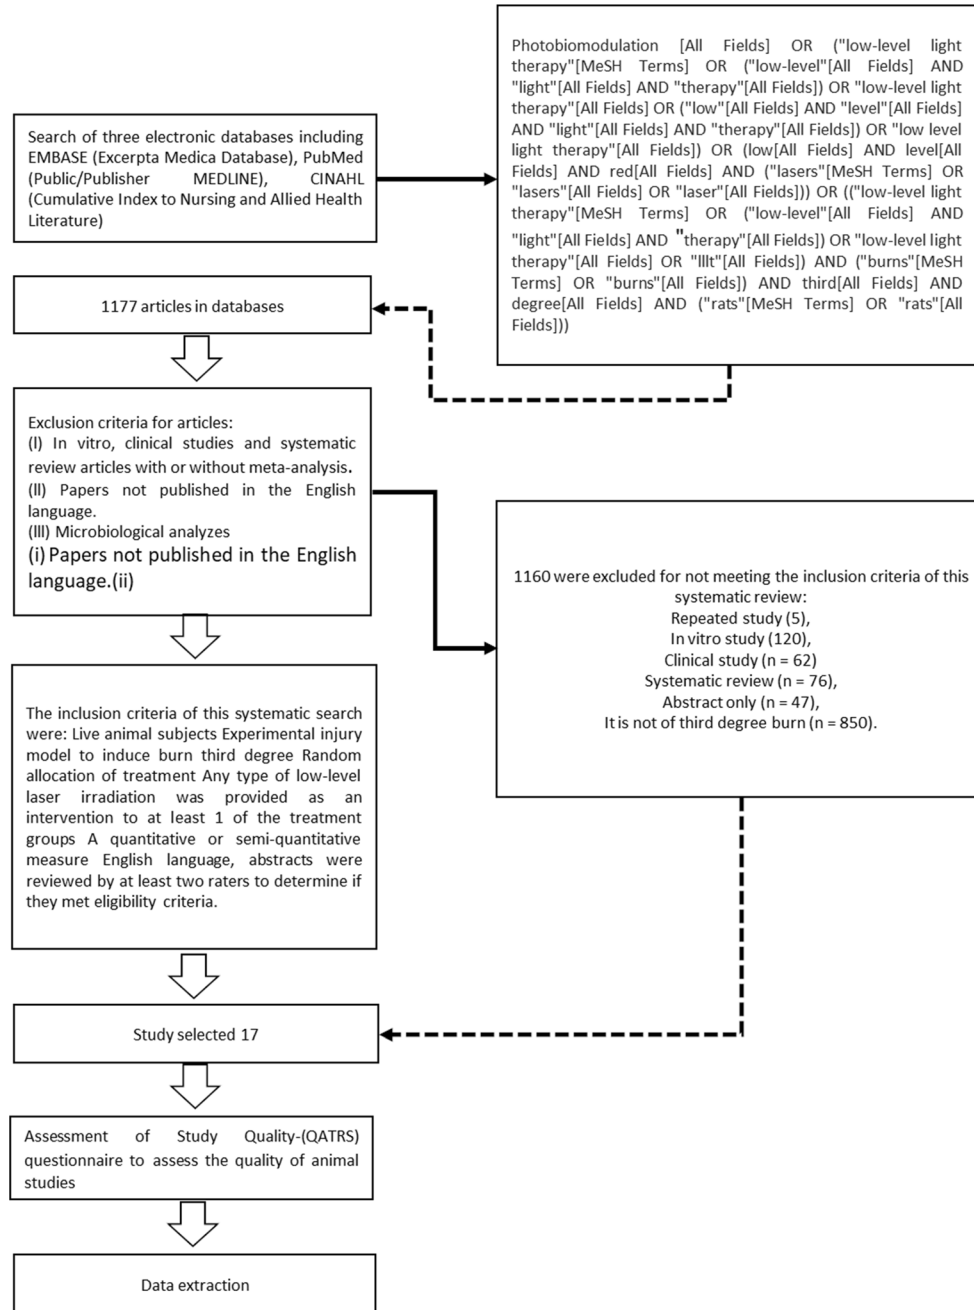 Search of three electronic databases including
EMBASE (Excerpta Medica Database), PubMed
(Public/Publisher MEDLINE), CINAHL
(Cumulative Index to Nursing and Allied Health
Literature)
Photobiomodulation [All Fields] OR ("low-level light
therapy"[MeSH Terms] OR ("low-level"[All Fields] AND
"light"[All Fields] AND "therapy"[All Fields]) OR "low-level light
therapy"[All Fields] OR ("low"[All Fields] AND "level"[All Fields]
AND "light"[All Fields] AND "therapy"[All Fields]) OR "low level
light therapy"[All Fields]) OR (low[All Fields] AND level[All
Fields] AND red[All Fields] AND ("lasers"[MeSH Terms] OR
"lasers"[All Fields] OR "laser"[All Fields])) OR (("low-level light
therapy"[MeSH Terms] OR ("low-level"[All Fields] AND
"light"[All Fields] AND "therapy"[All Fields]) OR "low-level light
therapy"[All Fields] OR "lllt"[All Fields]) AND ("burns"[MeSH
Terms] OR "burns"[All Fields]) AND third[All Fields] AND
degree[All Fields] AND ("rats"[MeSH Terms] OR "rats"[All
Fields]))
1177 articles in databases
Exclusion criteria for articles:
(I) In vitro, clinical studies and systematic
review articles with or without meta-analysis.
(II) Papers not published in the English
language.
(III) Microbiological analyzes
(i) Papers not published in the English
language.(ii)
1160 were excluded for not meeting the inclusion criteria of this
systematic review:
Repeated study (5),
In vitro study (120),
Clinical study (n = 62)
Systematic review (n = 76),
Abstract only (n = 47),
It is not of third degree burn (n = 850).
The inclusion criteria of this systematic search
were: Live animal subjects Experimental injury
model to induce burn third degree Random
allocation of treatment Any type of low-level
laser irradiation was provided as an
intervention to at least 1 of the treatment
groups A quantitative or semi-quantitative
measure English language, abstracts were
reviewed by at least two raters to determine if
they met eligibility criteria.
Study selected 17
Assessment of Study Quality-(QATRS)
questionnaire to assess the quality of animal
studies
Data extraction